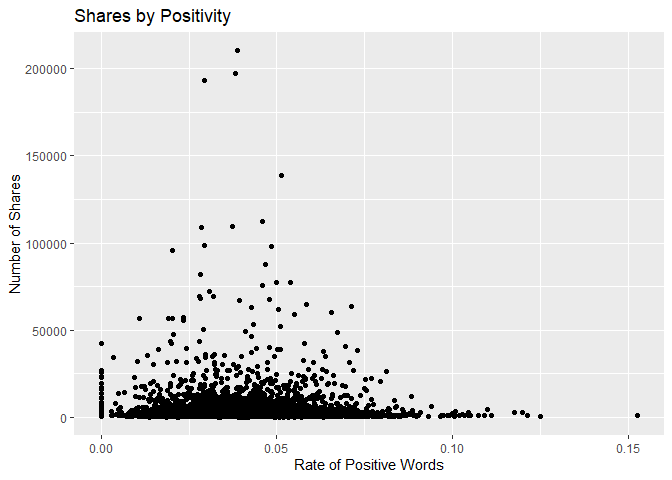 Shares by Positivity
200000
150000
100000
50000
0
Number of Shares
0.00 0.05 0.10 0.15
Rate of Positive Words